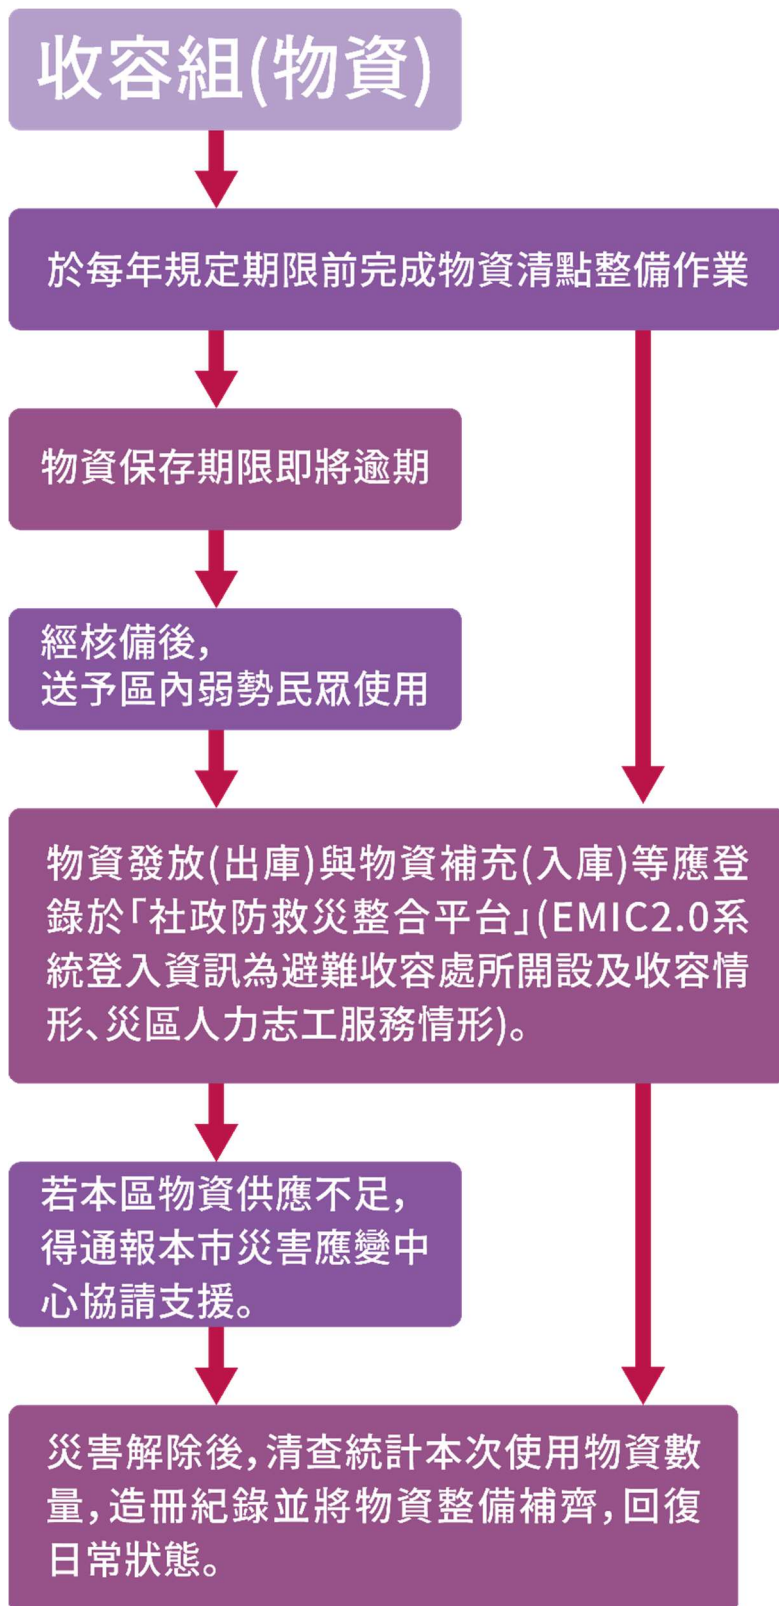 收容組(物資)
於每年規定期限前完成物資清點整備作業
物資保存期限即將逾期
經核備後，
送予區內弱勢民眾使用
物資發放(出庫)與物資補充(入庫)等應登
錄於「社政防救災整合平台」(EMIC2.0系
統登入資訊為避難收容處所開設及收容情
形、災區人力志工服務情形)。
若本區物資供應不足，
得通報本市災害應變中
心協請支援。
災害解除後，清查統計本次使用物資數
量，造冊紀錄並將物資整備補齊，回復
日常狀態。